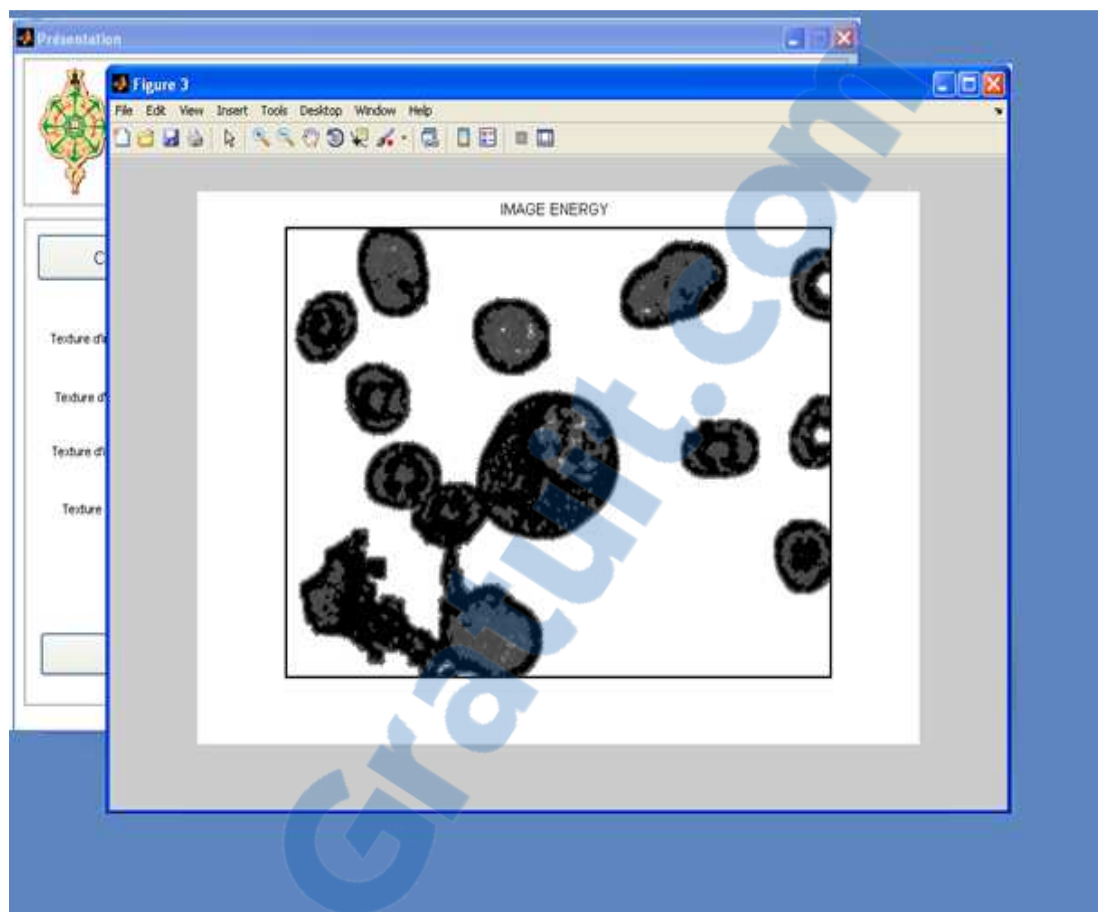 Présentation
Figure 3
File Edit View Insert Tools Desktop Window Help
IMAGE ENERGY
C
Texture d'
Texture d'
Texture d'
Texture
Gratuit.com